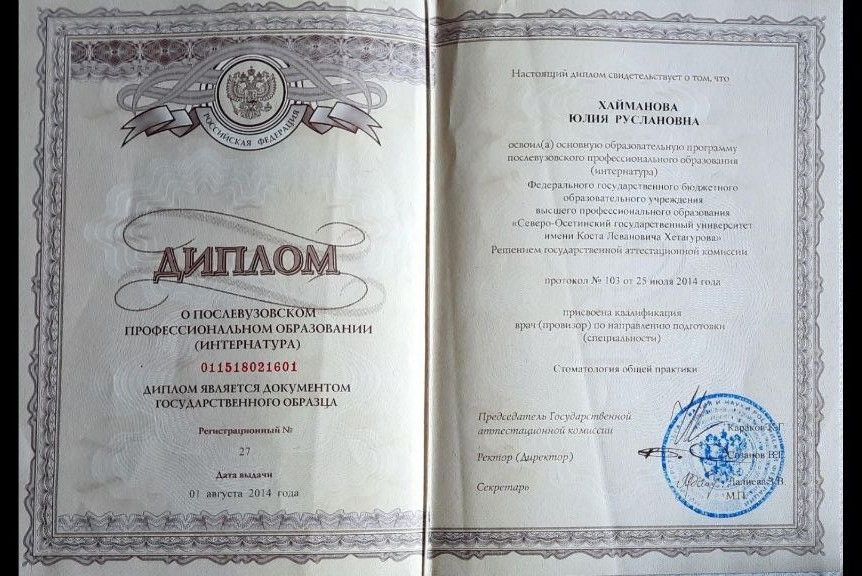 РОССИЙСКАЯ ФЕДЕРАЦИЯ
ДИПЛОМ
О ПОСЛЕВУЗОВСКОМ
ПРОФЕССИОНАЛЬНОМ ОБРАЗОВАНИИ
(ИНТЕРНАТУРА)
011518021601
ДИПЛОМ ЯВЛЯЕТСЯ ДОКУМЕНТОМ
ГОСУДАРСТВЕННОГО ОБРАЗЦА
Регистрационный №
27
Дата выдачи
01 августа 2014 года
Настоящий диплом свидетельствует о том, что
ХАЙМАНОВА
ЮЛИЯ РУСЛАНОВНА
освоил(а) основную образовательную программу
послевузовского профессионального образования
(интернатура)
Федерального государственного бюджетного
образовательного учреждения
высшего профессионального образования
«Северо-Осетинский государственный университет
имени Коста Левановича Хетагурова»
Решением государственной аттестационной комиссии
протокол № 103 от 25 июля 2014 года
присвоена квалификация
врач (провизор) по направлению подготовки
(специальности)
Стоматология общей практики
Председатель Государственной
аттестационной комиссии
Караков К.Г.
Ректор (Директор)
Созанов В.Г.
Секретарь
Далиева З.В.
М.П.